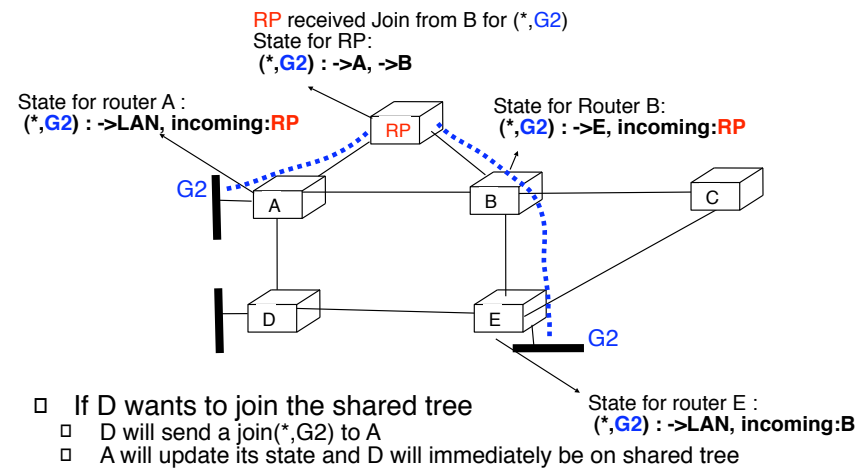 RP received Join from B for (*,G2)
State for RP:
(*,G2) : ->A, ->B
State for router A :
(*,G2) : ->LAN, incoming:RP
State for Router B:
(*,G2) : ->E, incoming:RP
RP
G2
A
B
C
D
E
G2
State for router E :
(*,G2) : ->LAN, incoming:B
If D wants to join the shared tree
D will send a join(*,G2) to A
A will update its state and D will immediately be on shared tree